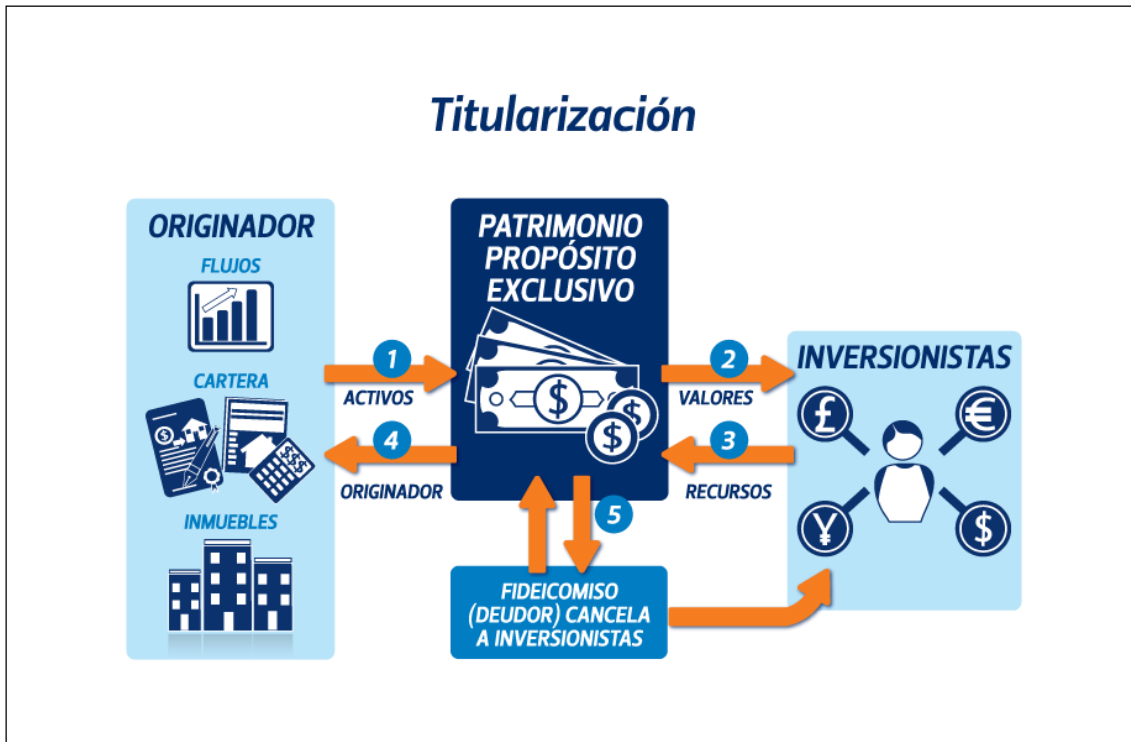 Titularización
ORIGINADOR
FLUJOS
CARTERA
$
$$$
INMUEBLES
1
ACTIVOS
4
ORIGINADOR
PATRIMONIO
PROPÓSITO
EXCLUSIVO
$
$
$
2
VALORES
3
RECURSOS
5
FIDEICOMISO
(DEUDOR) CANCELA
A INVERSIONISTAS
INVERSIONISTAS
£
€
¥
$